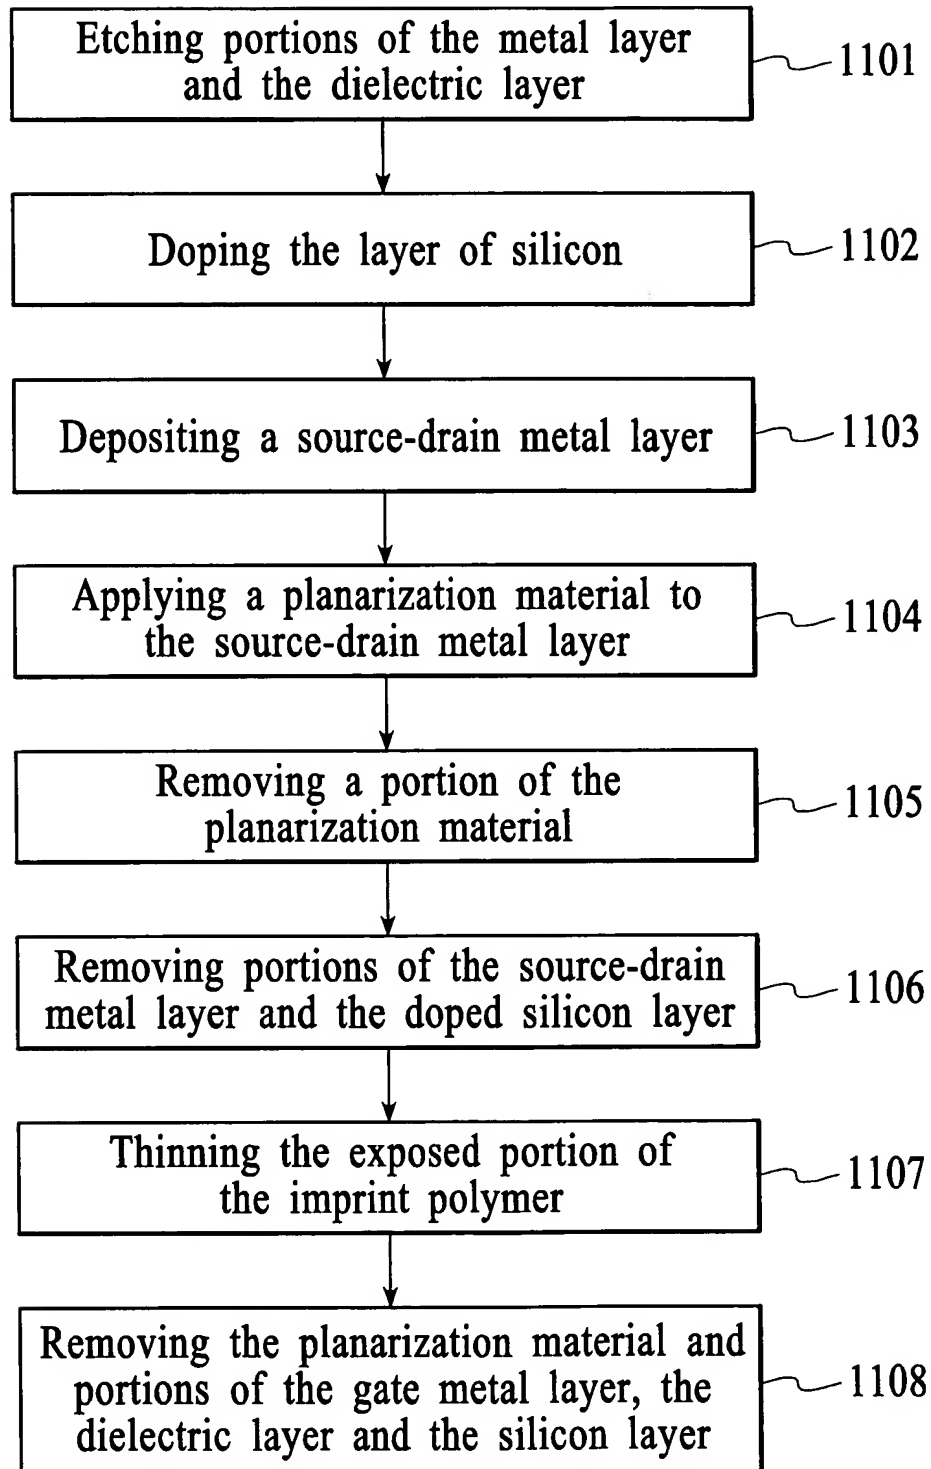 Etching portions of the metal layer
and the dielectric layer
1101
Doping the layer of silicon
1102
Depositing a source-drain metal layer
1103
Applying a planarization material to
the source-drain metal layer
1104
Removing a portion of the
planarization material
1105
Removing portions of the source-drain
metal layer and the doped silicon layer
1106
Thinning the exposed portion of
the imprint polymer
1107
Removing the planarization material and
portions of the gate metal layer, the
dielectric layer and the silicon layer
1108